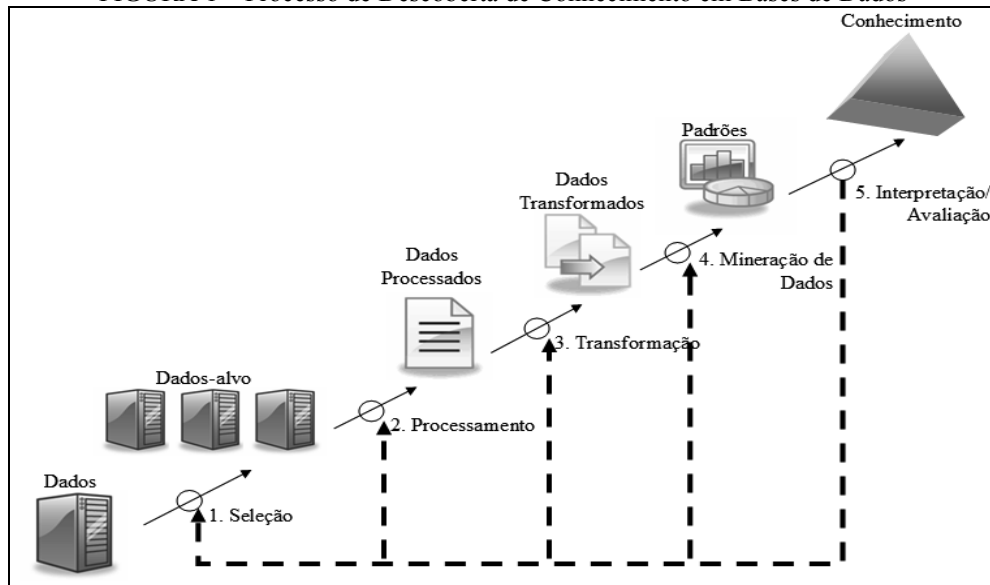 FIGURA 1 – Processo de Descoberta de Conhecimento em Bases de Dados
Conhecimento
Padrões
5. Interpretação/
Avaliação
Dados
Transformados
4. Mineração de
Dados
Dados
Processados
3. Transformação
Dados-alvo
2. Processamento
Dados
1. Seleção